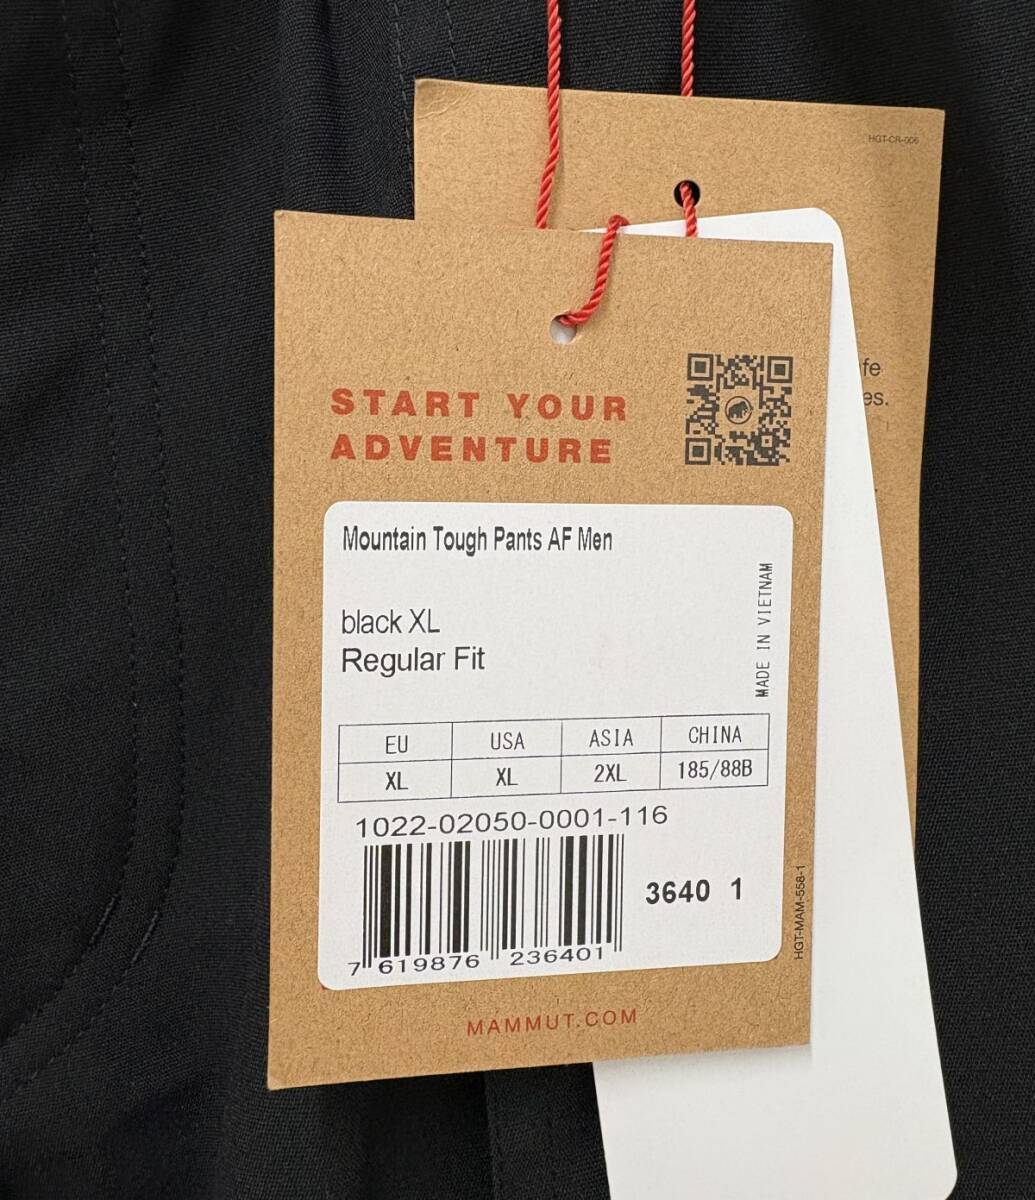 HGT-CR-006
fe
es.
START YOUR
ADVENTURE
Mountain Tough Pants AF Men
black XL
Regular Fit
MADE IN VIETNAM
EU USA ASIA CHINA
XL XL 2XL 185/88B
1022-02050-0001-116
3640 1
7 619876 236401
HGT-MAM-558-1
MAMMUT.COM